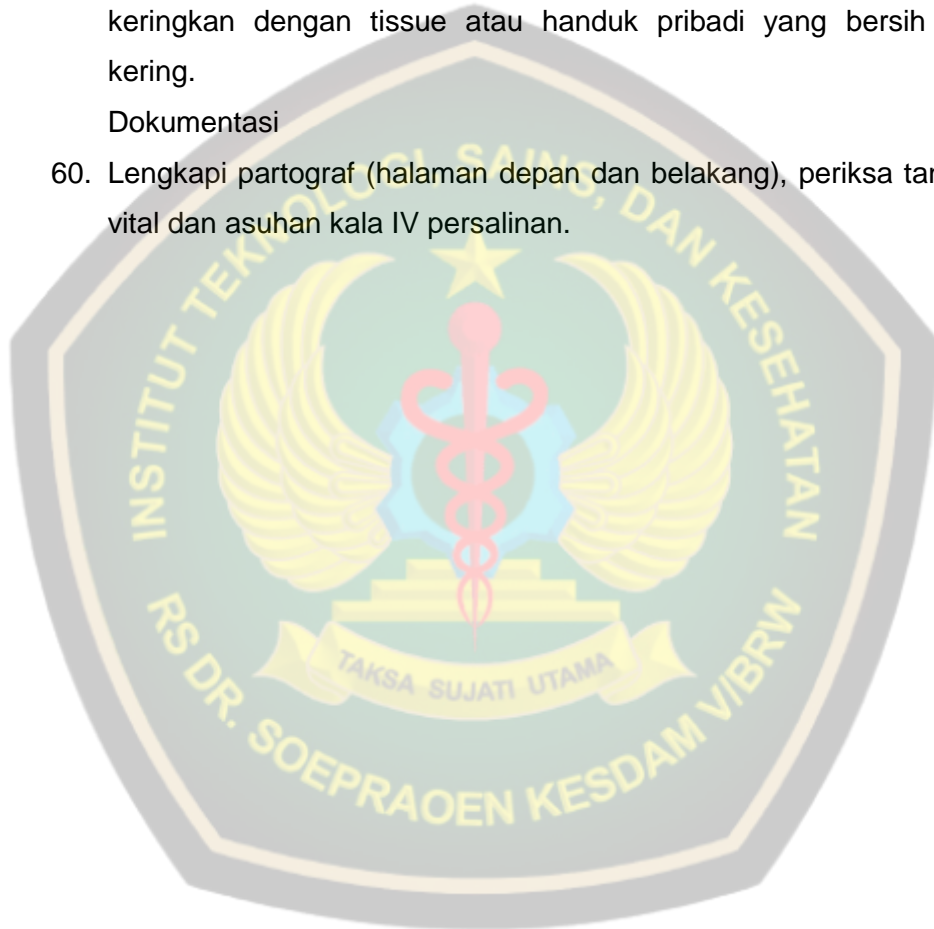 keringkan dengan tissue atau handuk pribadi yang bersih
kering.
Dokumentasi
60. Lengkapi partograf (halaman depan dan belakang), periksa tan
vital dan asuhan kala IV persalinan.
INSTITUT TEKNOLOGI, SAINS, DAN KESEHATAN
TAKSA SUJATI UTAMA
RS DR. SOEPRAOEN KESDAM V/BRW